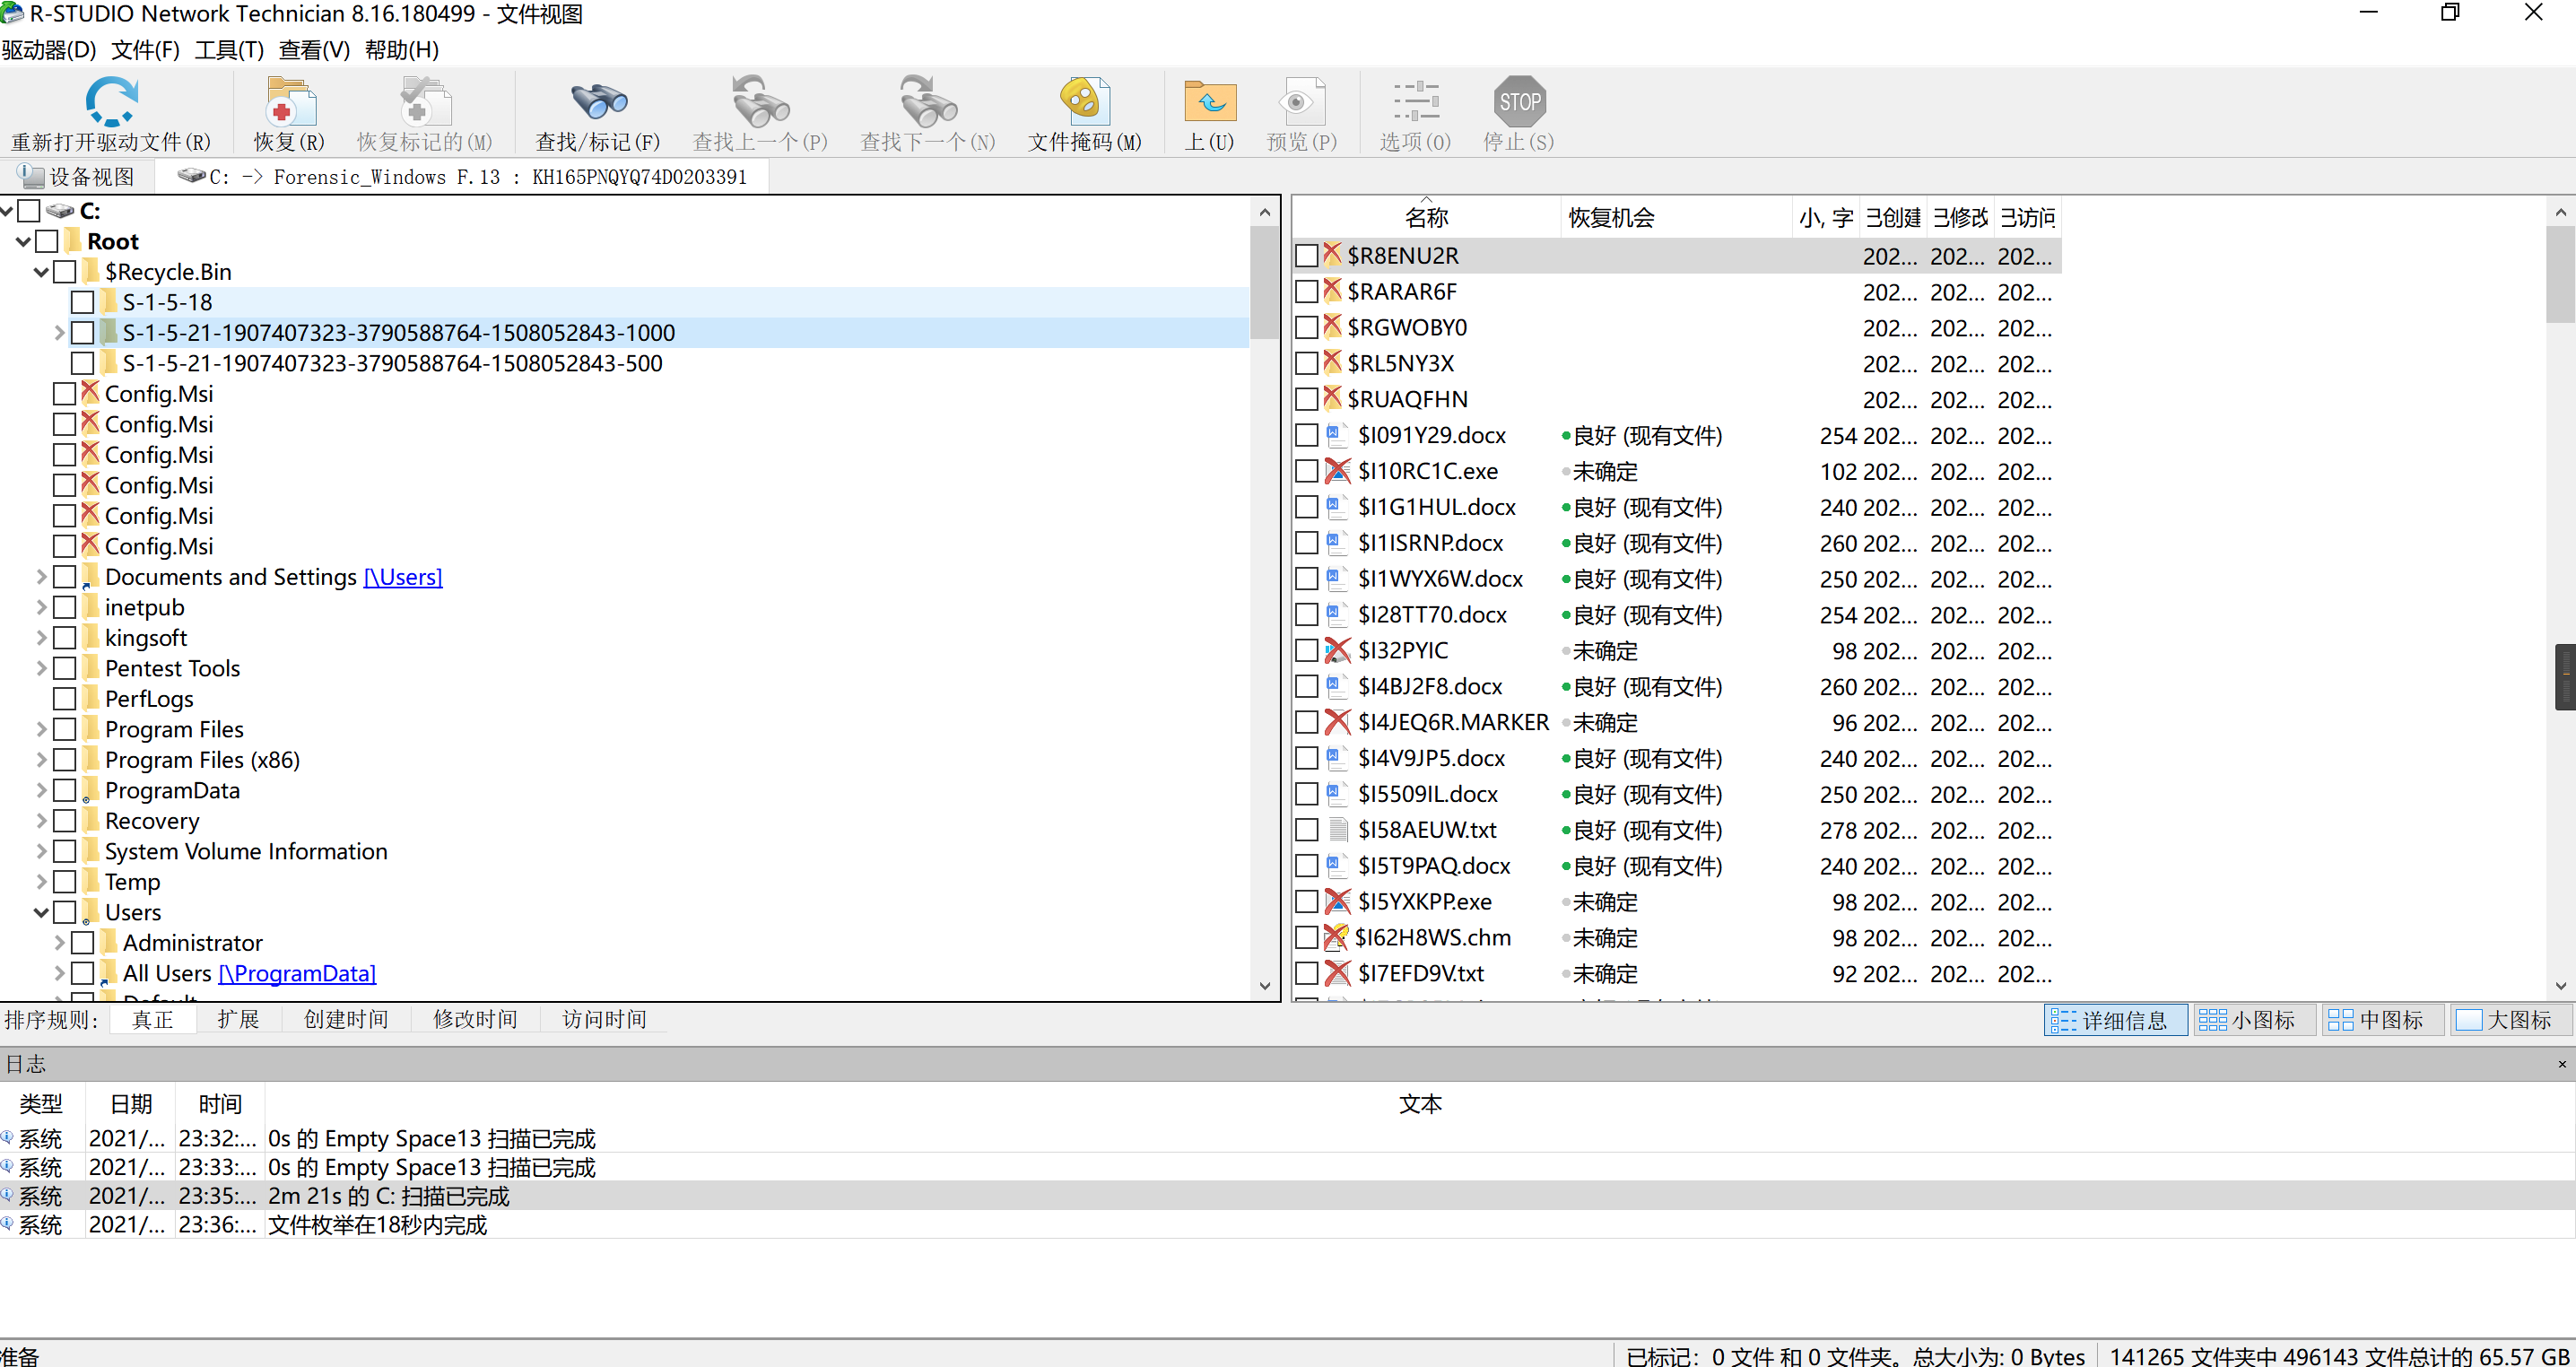 R-STUDIO Network Technician 8.16.180499 - 文件视图
驱动器(D) 文件(F) 工具(T) 查看(V) 帮助(H)
重新打开驱动文件(R) 恢复(R) 恢复标记的(M) 查找/标记(F) 查找上一个(P) 查找下一个(N) 文件掩码(M) 上(U) 预览(P) 选项(O) STOP 停止(S)
设备视图 C: -> Forensic_Windows F.13 : KH165PNQYQ74D0203391
C:
Root
$Recycle.Bin
S-1-5-18
S-1-5-21-1907407323-3790588764-1508052843-1000
S-1-5-21-1907407323-3790588764-1508052843-500
Config.Msi
Config.Msi
Config.Msi
Config.Msi
Config.Msi
Config.Msi
Documents and Settings [\Users]
inetpub
kingsoft
Pentest Tools
PerfLogs
Program Files
Program Files (x86)
ProgramData
Recovery
System Volume Information
Temp
Users
Administrator
All Users [\ProgramData]
Default
名称 恢复机会 小, 字 创建 修改 访问
$R8ENU2R 202... 202... 202...
$RARAR6F 202... 202... 202...
$RGWOBY0 202... 202... 202...
$RL5NY3X 202... 202... 202...
$RUAQFHN 202... 202... 202...
$I091Y29.docx 良好 (现有文件) 254 202... 202... 202...
$I10RC1C.exe 未确定 102 202... 202... 202...
$I1G1HUL.docx 良好 (现有文件) 240 202... 202... 202...
$I1ISRNP.docx 良好 (现有文件) 260 202... 202... 202...
$I1WYX6W.docx 良好 (现有文件) 250 202... 202... 202...
$I28TT70.docx 良好 (现有文件) 254 202... 202... 202...
$I32PYIC 未确定 98 202... 202... 202...
$I4BJ2F8.docx 良好 (现有文件) 260 202... 202... 202...
$I4JEQ6R.MARKER 未确定 96 202... 202... 202...
$I4V9JP5.docx 良好 (现有文件) 240 202... 202... 202...
$I5509IL.docx 良好 (现有文件) 250 202... 202... 202...
$I58AEUW.txt 良好 (现有文件) 278 202... 202... 202...
$I5T9PAQ.docx 良好 (现有文件) 240 202... 202... 202...
$I5YXKPP.exe 未确定 98 202... 202... 202...
$I62H8WS.chm 未确定 98 202... 202... 202...
$I7EFD9V.txt 未确定 92 202... 202... 202...
排序规则: 真正 扩展 创建时间 修改时间 访问时间 详细信息 小图标 中图标 大图标
日志
类型 日期 时间 文本
系统 2021/... 23:32:... 0s 的 Empty Space13 扫描已完成
系统 2021/... 23:33:... 0s 的 Empty Space13 扫描已完成
系统 2021/... 23:35:... 2m 21s 的 C: 扫描已完成
系统 2021/... 23:36:... 文件枚举在18秒内完成
准备 已标记: 0 文件 和 0 文件夹。总大小为: 0 Bytes 141265 文件夹中 496143 文件总计的 65.57 GB